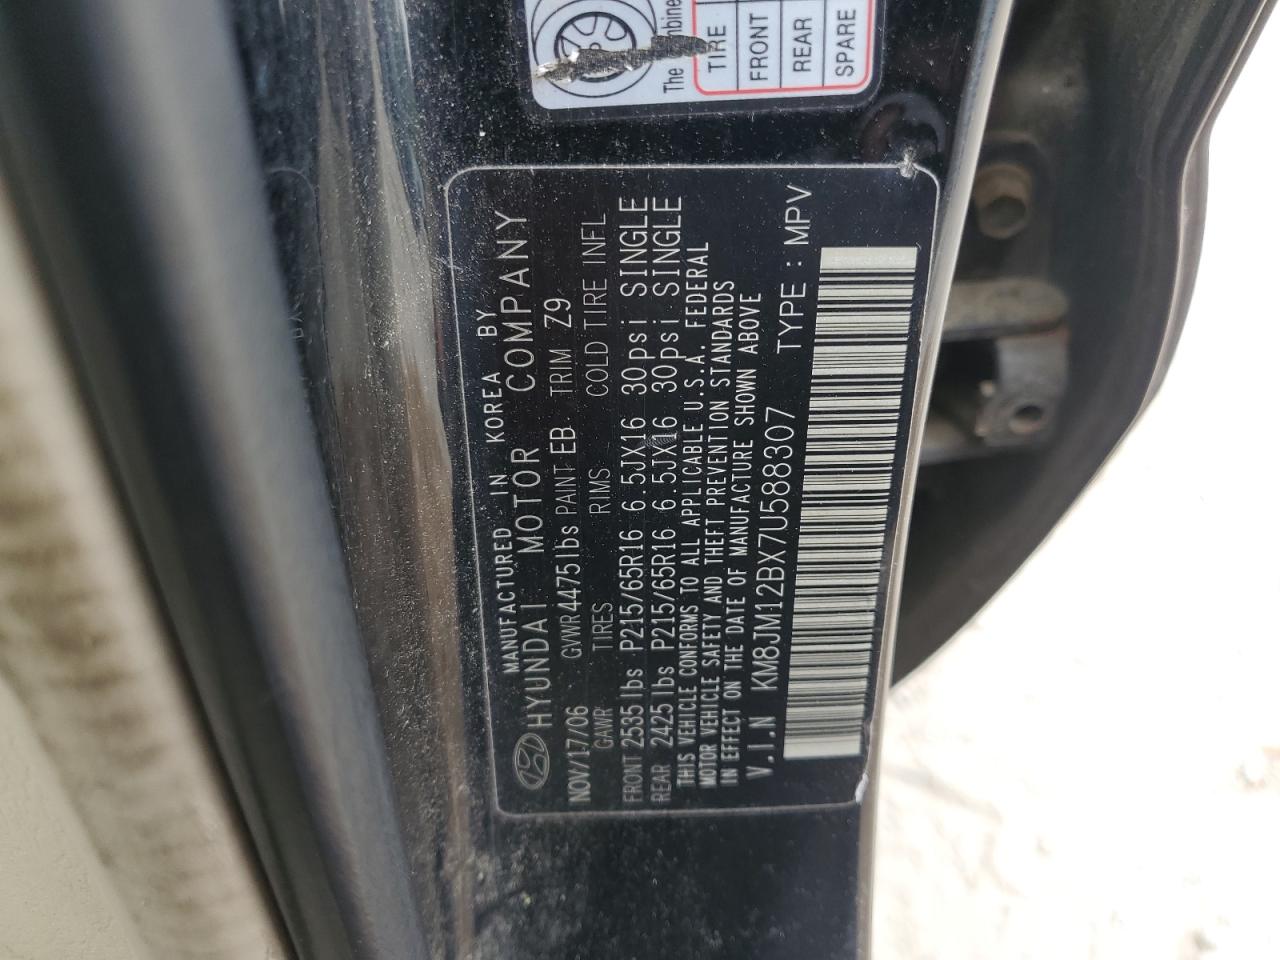 MANUFACTURED IN KOREA BY
HYUNDAI MOTOR COMPANY
NOV/17/06 GVWR 4475lbs PAINT EB TRIM Z9
GAWR TIRES RIMS COLD TIRE INFL
FRONT 2535lbs P215/65R16 6.5JX16 30psi SINGLE
REAR 2425lbs P215/65R16 6.5JX16 30psi SINGLE
THIS VEHICLE CONFORMS TO ALL APPLICABLE U.S.A. FEDERAL
MOTOR VEHICLE SAFETY AND THEFT PREVENTION STANDARDS
IN EFFECT ON THE DATE OF MANUFACTURE SHOWN ABOVE
V.I.N KM8JM12BX7U588307 TYPE : MPV
The
TIRE
FRONT
REAR
SPARE